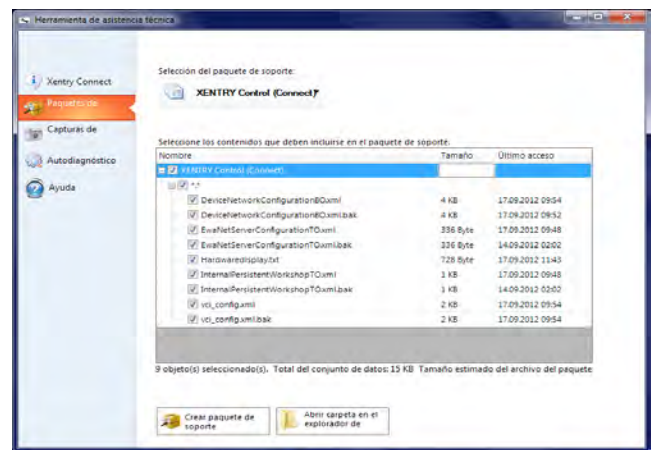 Herramienta de asistencia técnica
Xentry Connect
Paquetes de
Capturas de
Autodiagnóstico
Ayuda
Selección del paquete de soporte:
XENTRY Control (Connect)*
Seleccione los contenidos que deben incluirse en el paquete de soporte.
Nombre Tamaño Último acceso
XENTRY Control (Connect)
*.*
DeviceNetworkConfigurationBO.xml 4 KB 17.09.2012 09:54
DeviceNetworkConfigurationBO.xml.bak 4 KB 17.09.2012 09:52
EwaNetServerConfigurationTO.xml 336 Byte 17.09.2012 09:48
EwaNetServerConfigurationTO.xml.bak 336 Byte 14.09.2012 02:02
Hardwaredisplay.txt 728 Byte 17.09.2012 11:43
InternalPersistentWorkshopTO.xml 1 KB 17.09.2012 09:48
InternalPersistentWorkshopTO.xml.bak 1 KB 14.09.2012 02:02
vci_config.xml 2 KB 17.09.2012 09:54
vci_config.xml.bak 2 KB 17.09.2012 09:54
9 objeto(s) seleccionado(s). Total del conjunto de datos: 15 KB Tamaño estimado del archivo del paquete
Crear paquete de
soporte
Abrir carpeta en el
explorador de